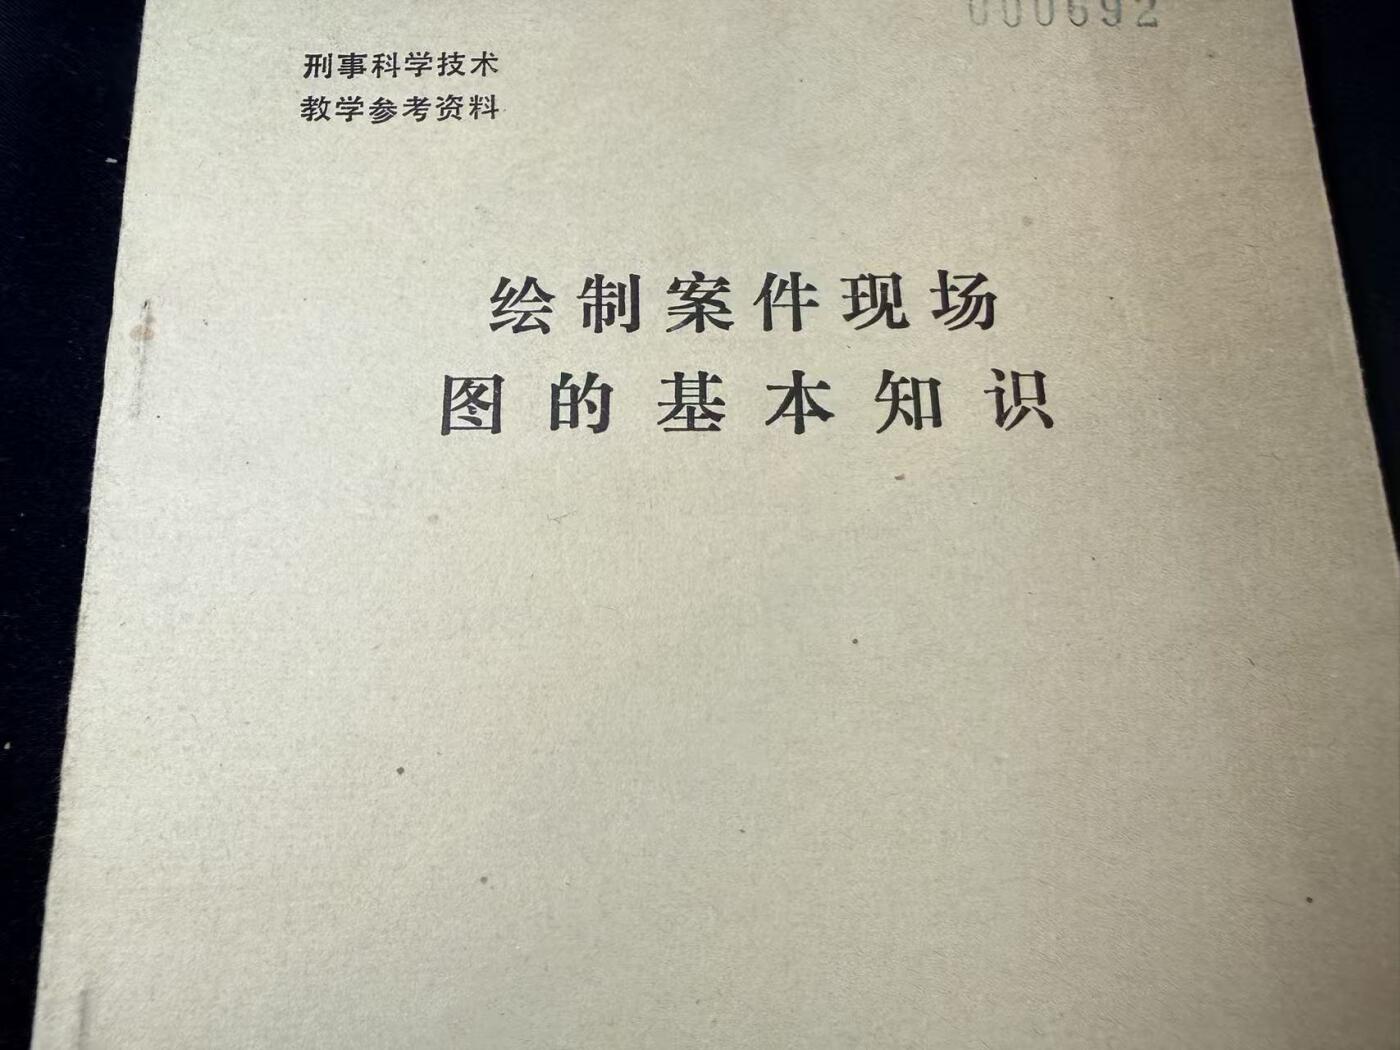 000692
刑事科学技术
教学参考资料
绘制案件现场
图的基本知识